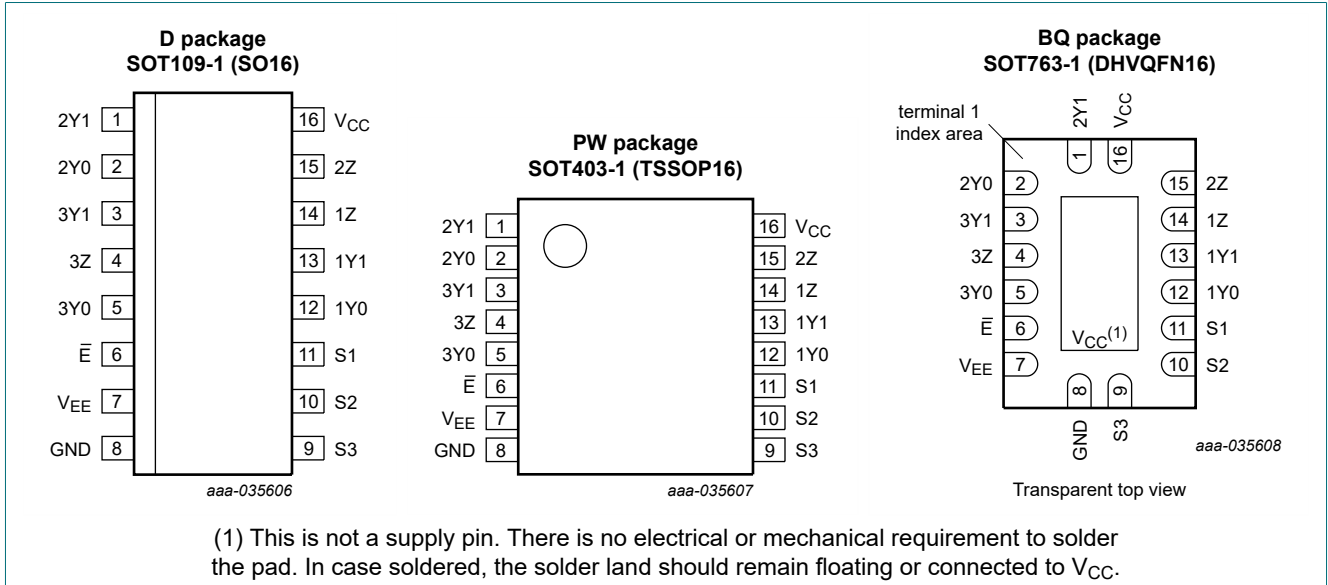 D package
SOT109-1 (SO16)
2Y1 1
2Y0 2
3Y1 3
3Z 4
3Y0 5
E̅ 6
VEE 7
GND 8
16 VCC
15 2Z
14 1Z
13 1Y1
12 1Y0
11 S1
10 S2
9 S3
aaa-035606
PW package
SOT403-1 (TSSOP16)
2Y1 1
2Y0 2
3Y1 3
3Z 4
3Y0 5
E̅ 6
VEE 7
GND 8
16 VCC
15 2Z
14 1Z
13 1Y1
12 1Y0
11 S1
10 S2
9 S3
aaa-035607
BQ package
SOT763-1 (DHVQFN16)
terminal 1
index area
2Y1 1
VCC 16
2Y0 2
3Y1 3
3Z 4
3Y0 5
E̅ 6
VEE 7
15 2Z
14 1Z
13 1Y1
12 1Y0
11 S1
10 S2
VCC(1)
8 GND
9 S3
aaa-035608
Transparent top view
(1) This is not a supply pin. There is no electrical or mechanical requirement to solder
the pad. In case soldered, the solder land should remain floating or connected to VCC.